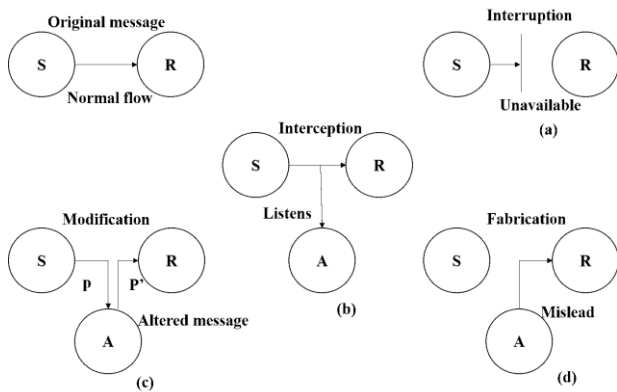 Original message
S
R
Normal flow
Interruption
S
R
Unavailable
(a)
Interception
S
R
Listens
A
(b)
Modification
S
R
p
P’
Altered message
A
(c)
Fabrication
S
R
Mislead
A
(d)